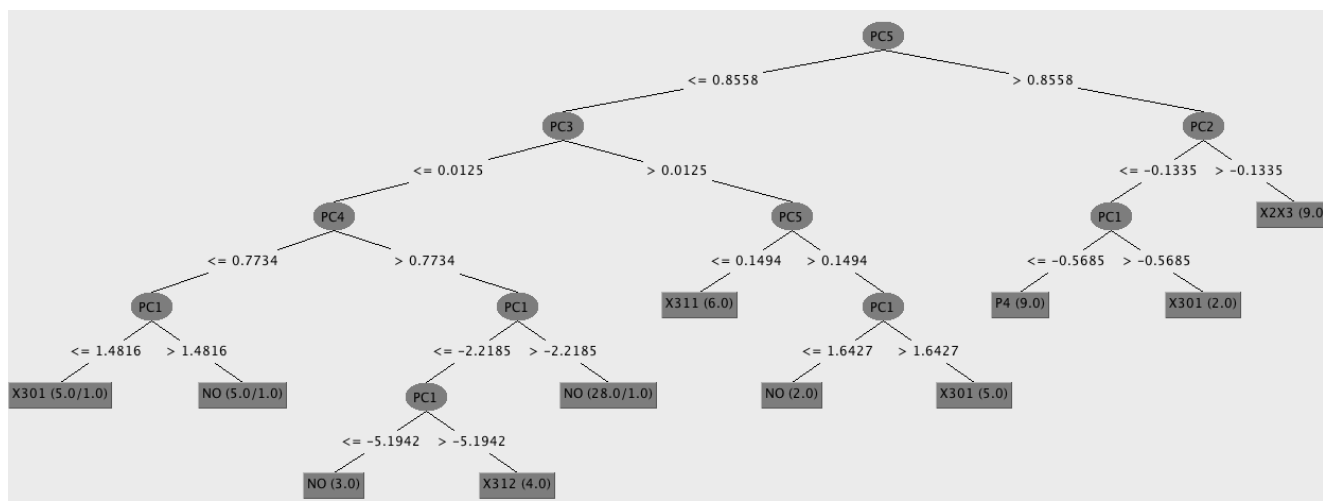 PC5
<= 0.8558 > 0.8558
PC3 PC2
<= 0.0125 > 0.0125 <= -0.1335 > -0.1335
PC4 PC5 PC1 X2X3 (9.0)
<= 0.7734 > 0.7734 <= 0.1494 > 0.1494 <= -0.5685 > -0.5685
PC1 PC1 X311 (6.0) PC1 P4 (9.0) X301 (2.0)
<= 1.4816 > 1.4816 <= -2.2185 > -2.2185 <= 1.6427 > 1.6427
X301 (5.0/1.0) NO (5.0/1.0) PC1 NO (28.0/1.0) NO (2.0) X301 (5.0)
<= -5.1942 > -5.1942
NO (3.0) X312 (4.0)